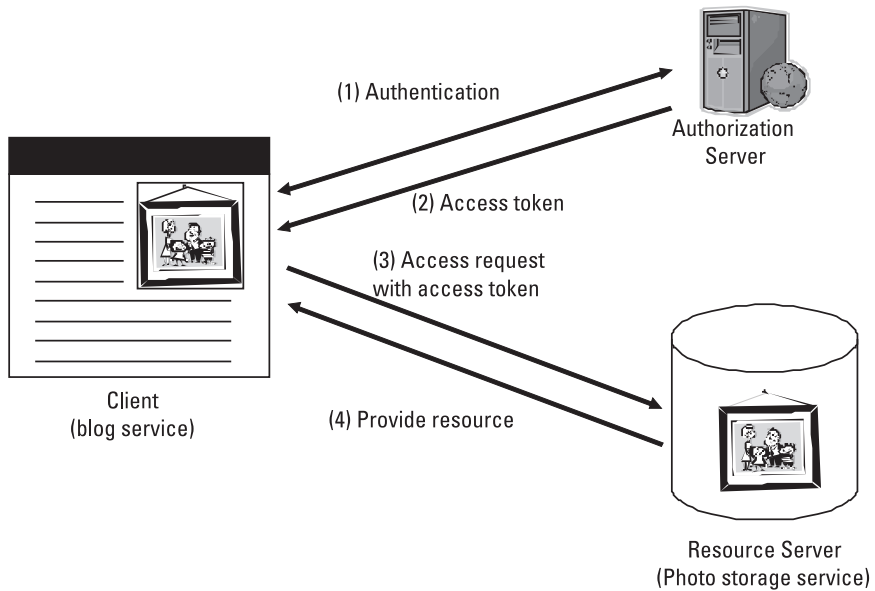 (1) Authentication
Authorization
Server
(2) Access token
(3) Access request
with access token
Client
(blog service)
(4) Provide resource
Resource Server
(Photo storage service)